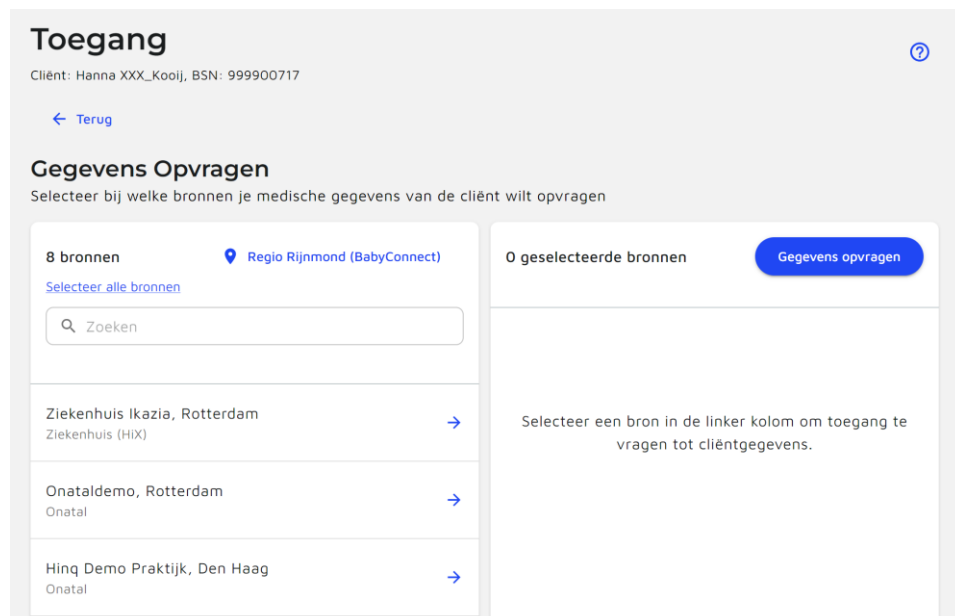 Toegang
Cliënt: Hanna XXX_Kooij, BSN: 999900717
Terug
Gegevens Opvragen
Selecteer bij welke bronnen je medische gegevens van de cliënt wilt opvragen
8 bronnen
Regio Rijnmond (BabyConnect)
Selecteer alle bronnen
Zoeken
Ziekenhuis Ikazia, Rotterdam
Ziekenhuis (HiX)
Onataldemo, Rotterdam
Onatal
Hinq Demo Praktijk, Den Haag
Onatal
0 geselecteerde bronnen
Gegevens opvragen
Selecteer een bron in de linker kolom om toegang te
vragen tot cliëntgegevens.